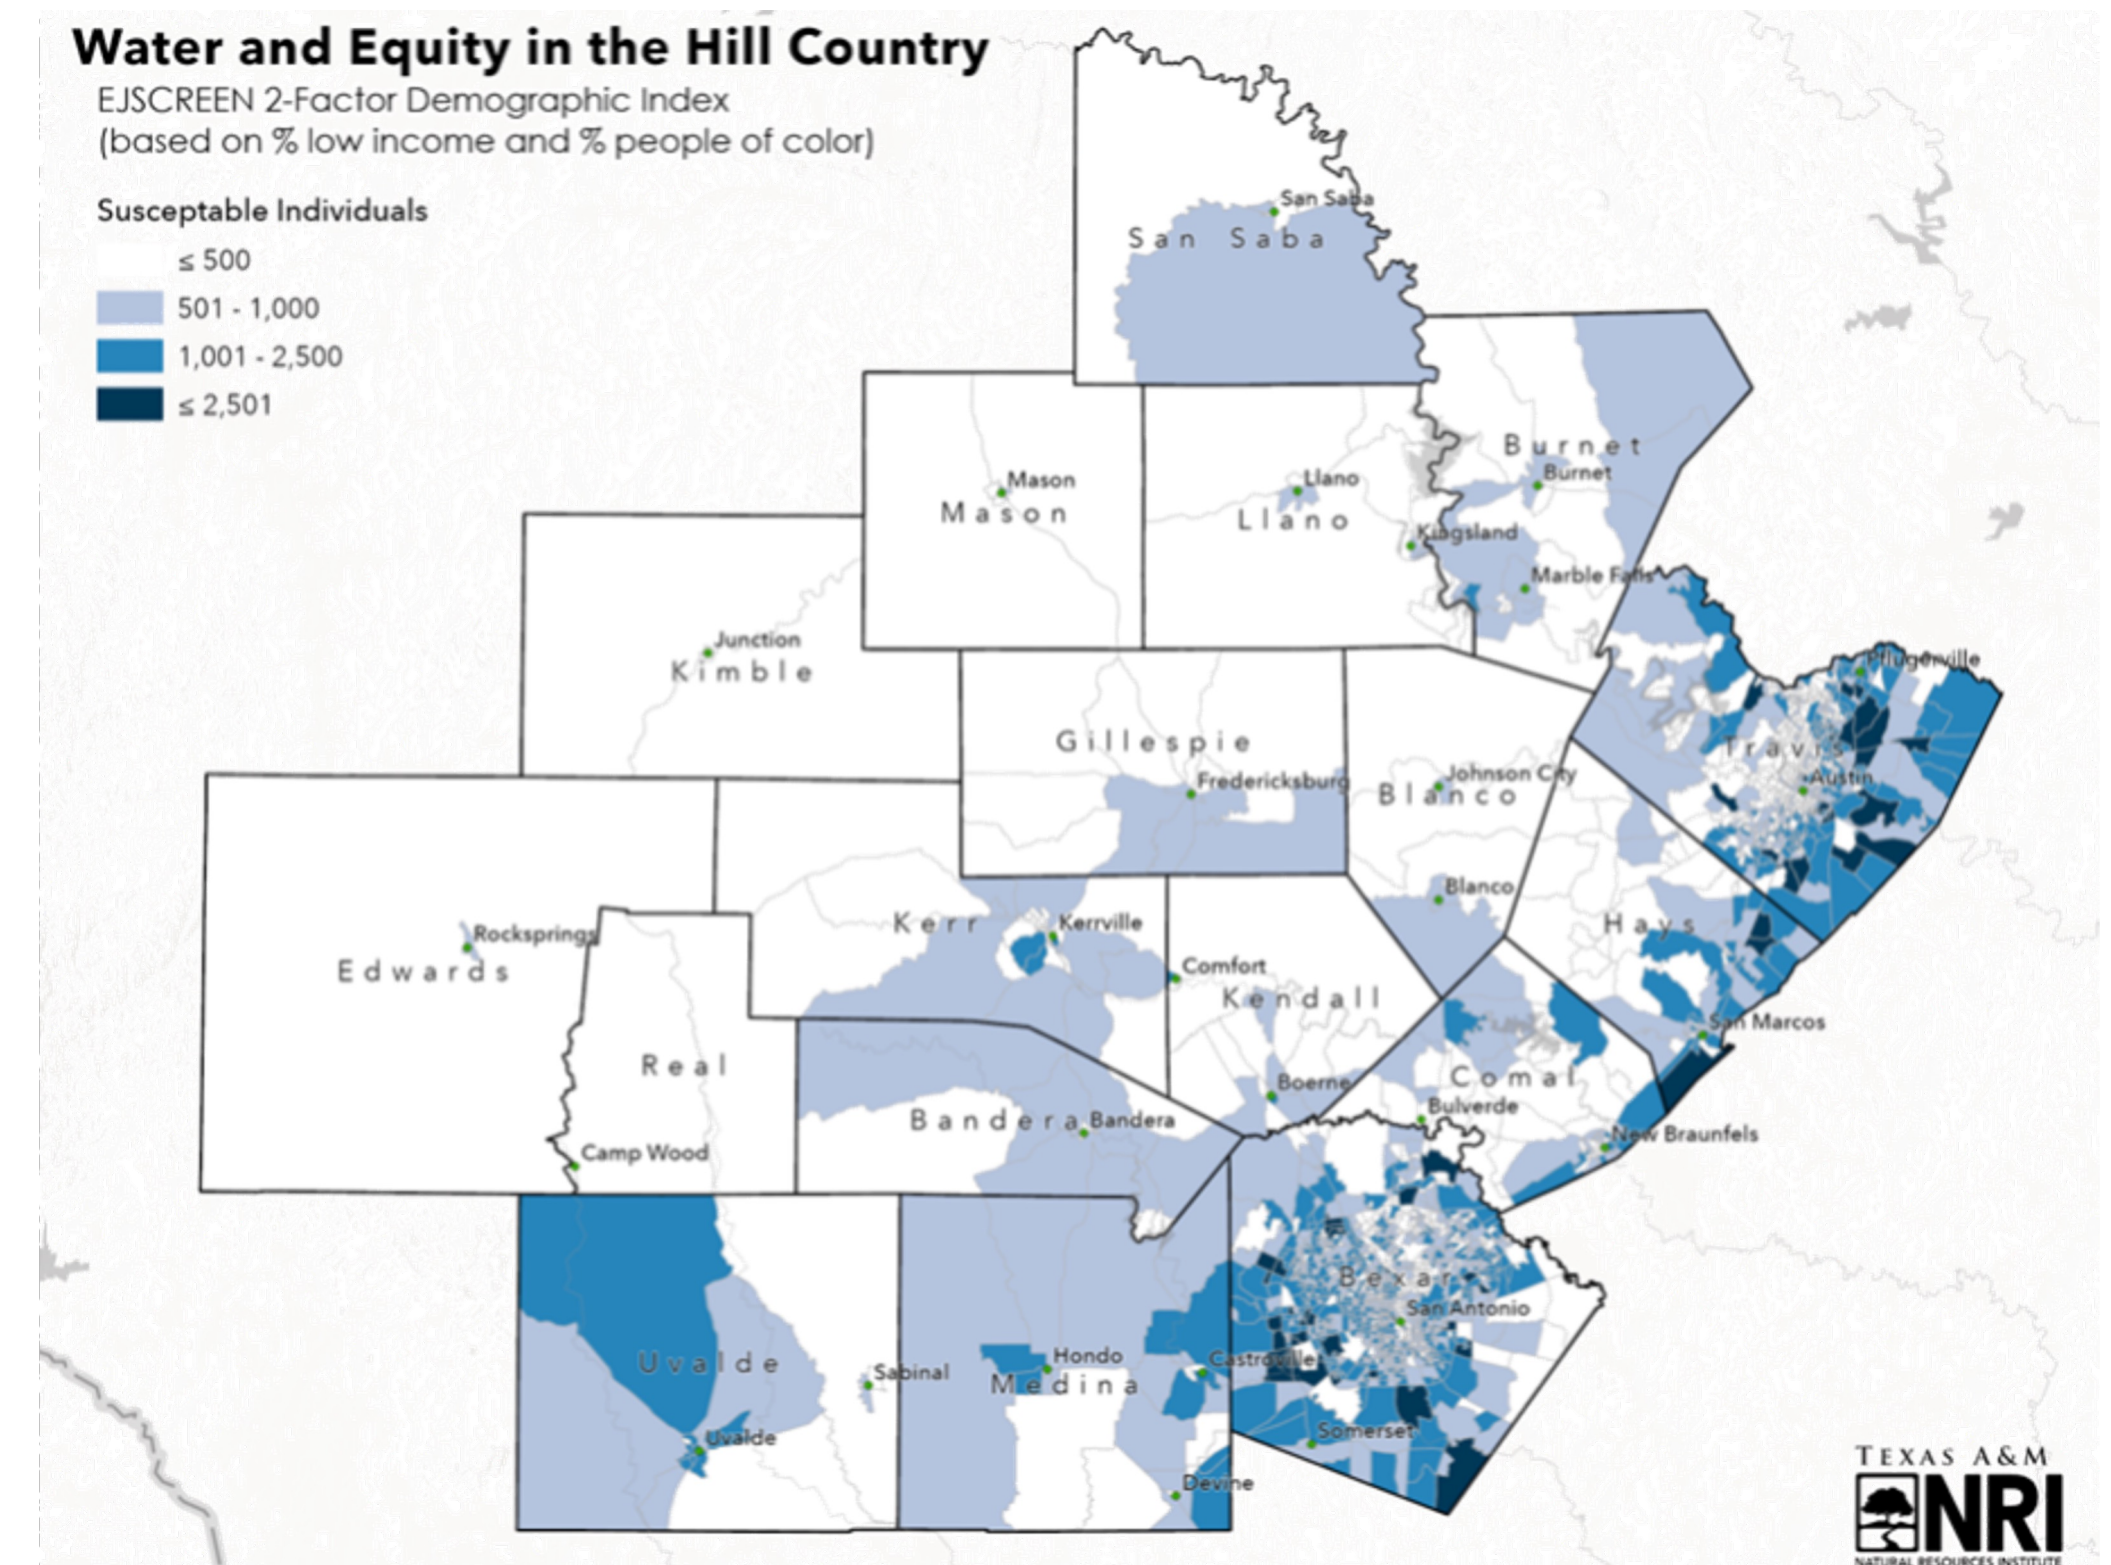 Water and Equity in the Hill Country
EJSCREEN 2-Factor Demographic Index
(based on % low income and % people of color)
Susceptable Individuals
≤ 500
501 - 1,000
1,001 - 2,500
≤ 2,501
San Saba
San Saba
Burnet
Burnet
Mason
Mason
Llano
Llano
Kingsland
Marble Falls
Junction
Kimble
Pflugerville
Travis
Austin
Gillespie
Fredericksburg
Johnson City
Blanco
Blanco
Kerr
Kerrville
Hays
Rocksprings
Edwards
Comfort
Kendall
San Marcos
Real
Comal
Boerne
Bulverde
Bandera
Bandera
New Braunfels
Camp Wood
Bexar
San Antonio
Uvalde
Sabinal
Hondo
Medina
Castroville
Uvalde
Somerset
Devine
TEXAS A&M
NRI
NATURAL RESOURCES INSTITUTE